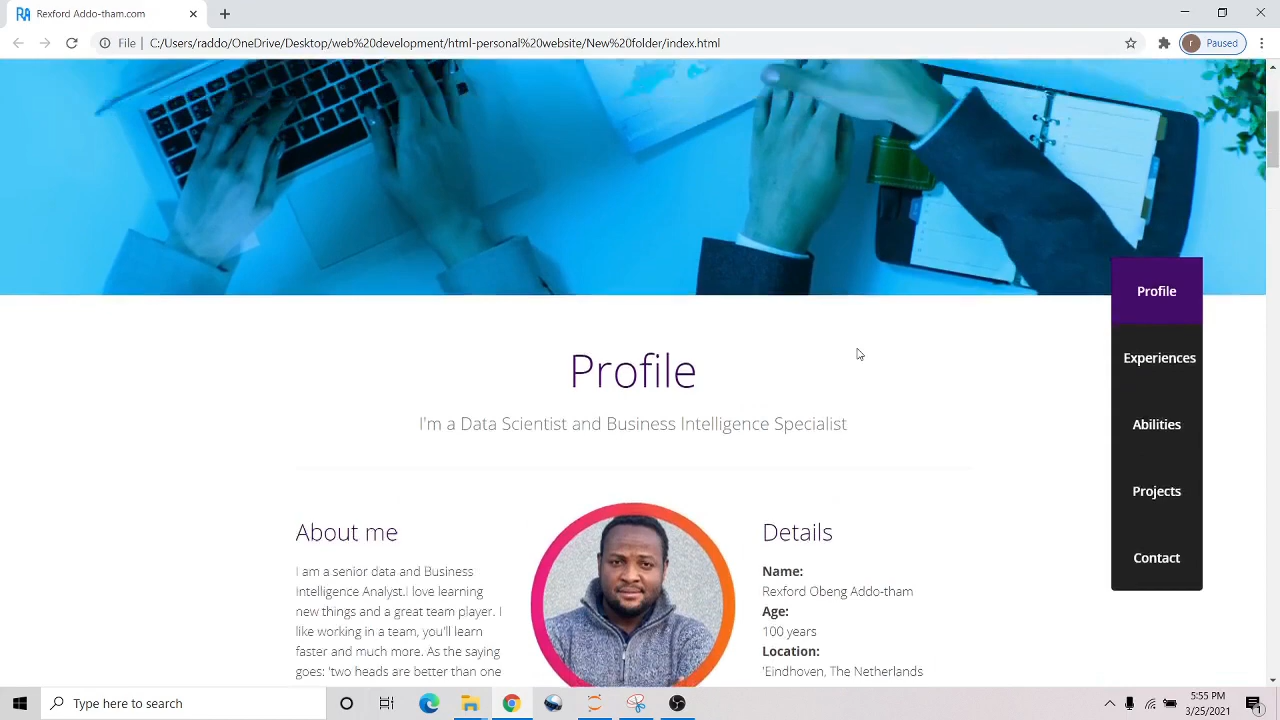 Rexford Addo-tham.com
File
C:/Users/raddo/OneDrive/Desktop/web%20development/html-personal%20website/New%20folder/index.html
r
Paused
Profile
Experiences
Abilities
Projects
Contact
Profile
I'm a Data Scientist and Business Intelligence Specialist
About me
I am a senior data and Business
Intelligence Analyst.I love learning
new things and a great team player. I
like working in a team, you'll learn
faster and much more. As the saying
goes: 'two heads are better than one
Details
Name:
Rexford Obeng Addo-tham
Age:
100 years
Location:
'Eindhoven, The Netherlands
Type here to search
5:55 PM
3/25/2021
1